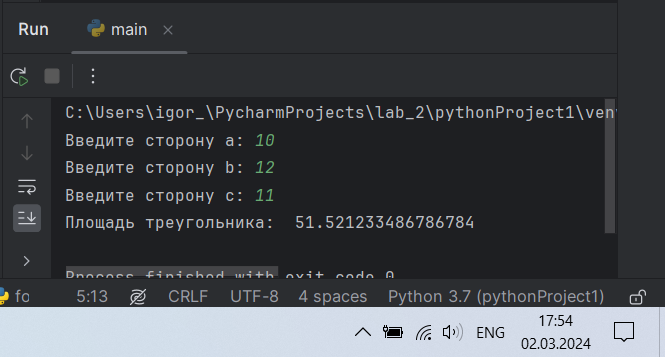 Run main
C:\Users\igor_\PycharmProjects\lab_2\pythonProject1\ven
Введите сторону a: 10
Введите сторону b: 12
Введите сторону c: 11
Площадь треугольника:  51.521233486786784
Process finished with exit code 0
fo 5:13 CRLF UTF-8 4 spaces Python 3.7 (pythonProject1)
ENG 17:54
02.03.2024